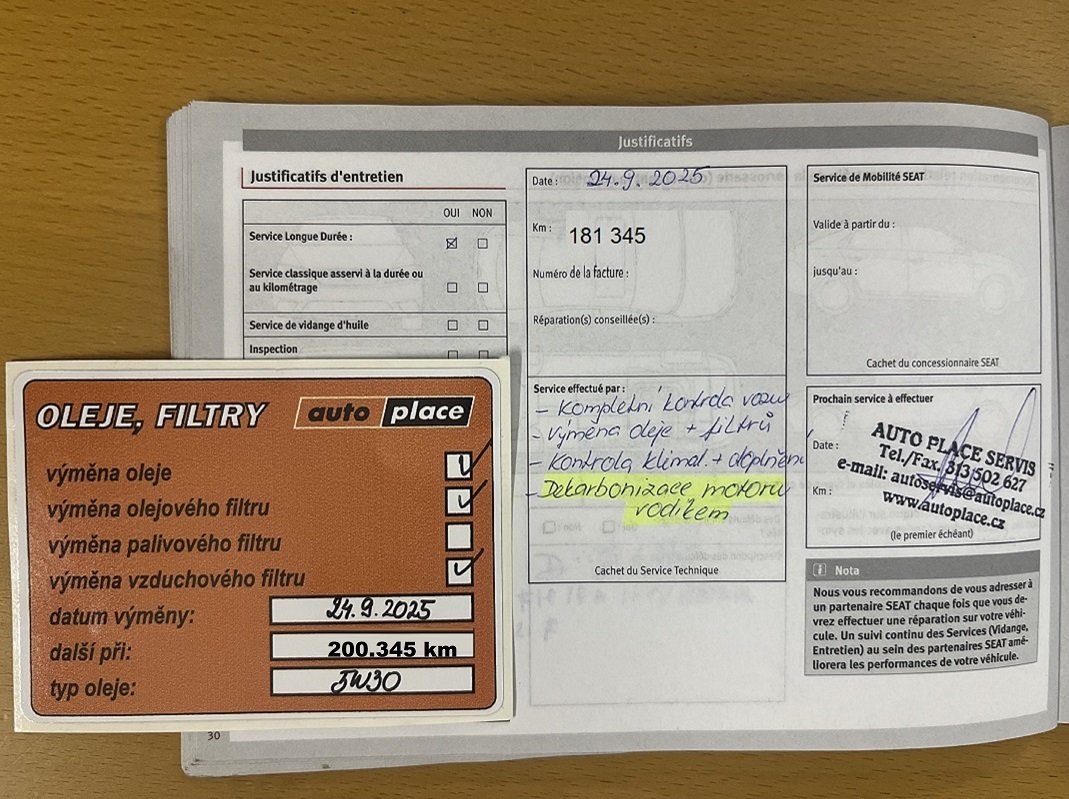 Justificatifs
Justificatifs d'entretien
OUI NON
Service Longue Durée :
Service classique asservi à la durée ou
au kilométrage
Service de vidange d'huile
Inspection
Date : 24.9.2025
Km : 181 345
Numéro de la facture :
Réparation(s) conseillée(s) :
Service effectué par :
- Kompletní kontrola vozu
- Výměna oleje + filtrů
- Kontrola klimat. + doplnění
- Dekarbonizace motoru
vodíkem
Cachet du Service Technique
Service de Mobilité SEAT
Valide à partir du :
jusqu'au :
Cachet du concessionnaire SEAT
Prochain service à effectuer
Date :
Km :
AUTO PLACE SERVIS
Tel./Fax. 313 502 627
e-mail: autoservis@autoplace.cz
www.autoplace.cz
(le premier échéant)
i Nota
Nous vous recommandons de vous adresser à
un partenaire SEAT chaque fois que vous de-
vrez effectuer une réparation sur votre véhi-
cule. Un suivi continu des Services (Vidange,
Entretien) au sein des partenaires SEAT amé-
liorera les performances de votre véhicule.
OLEJE, FILTRY auto place
výměna oleje
výměna olejového filtru
výměna palivového filtru
výměna vzduchového filtru
datum výměny: 24.9.2025
další při: 200.345 km
typ oleje: 5W30
30